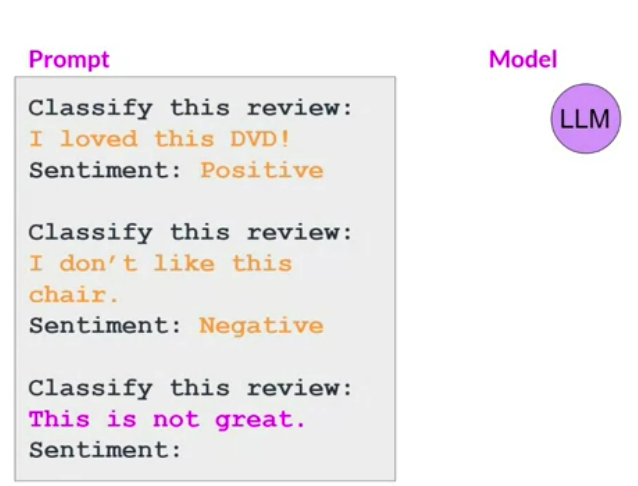 Prompt
Model
LLM
Classify this review:
I loved this DVD!
Sentiment: Positive
Classify this review:
I don't like this
chair.
Sentiment: Negative
Classify this review:
This is not great.
Sentiment: